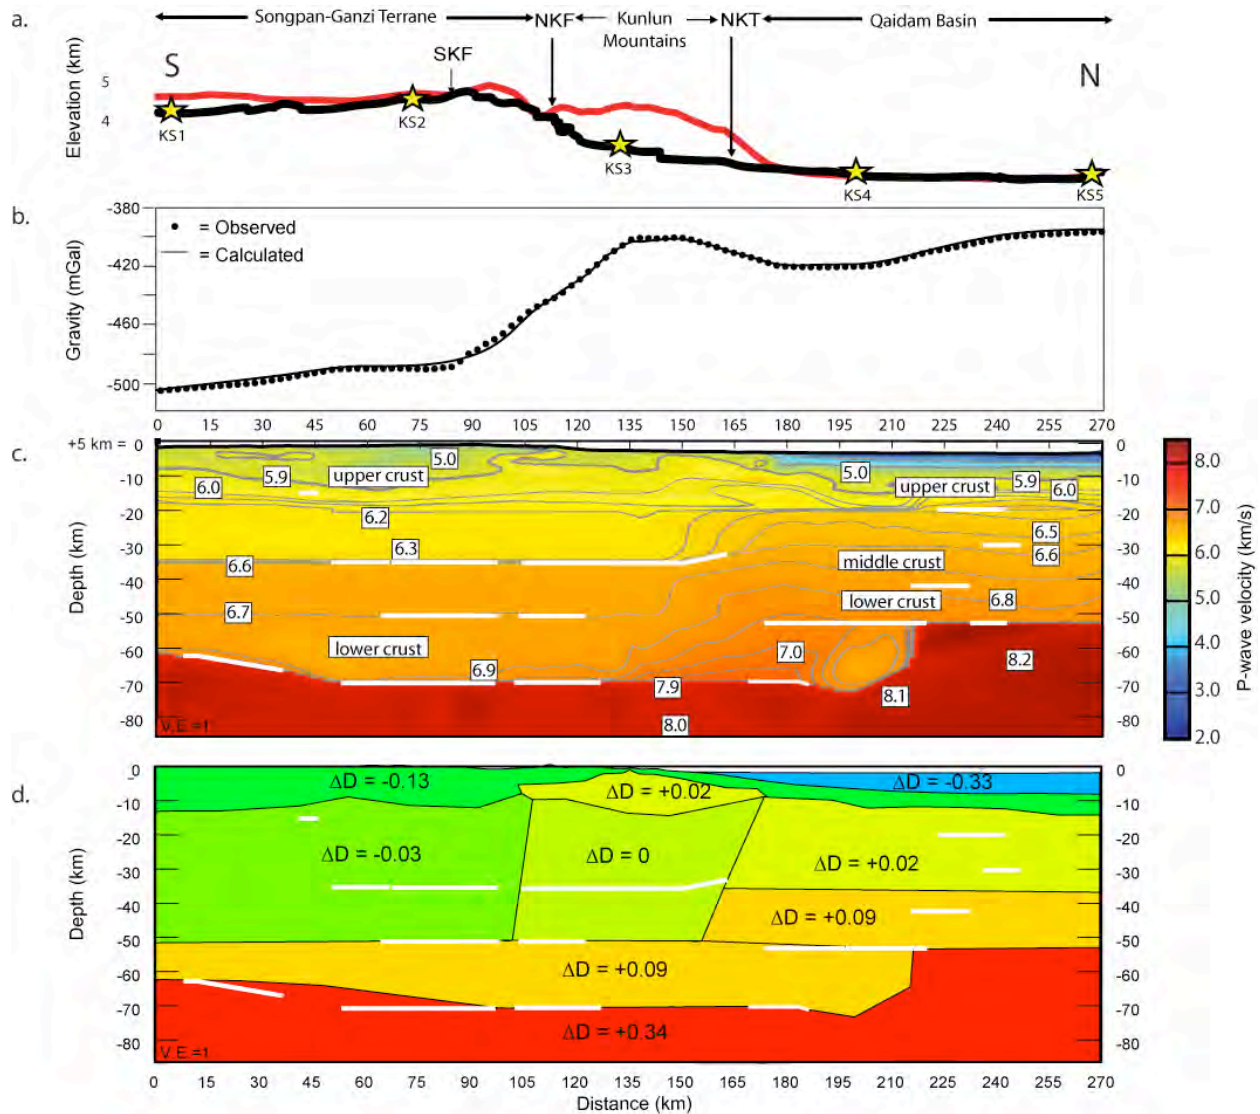 a.
Songpan-Ganzi Terrane
NKF
Kunlun
Mountains
NKT
Qaidam Basin
SKF
S
N
Elevation (km)
5
4
KS1
KS2
KS3
KS4
KS5
b.
Gravity (mGal)
-380
-420
-460
-500
= Observed
= Calculated
0 15 30 45 60 75 90 105 120 135 150 165 180 195 210 225 240 255 270
c.
+5 km = 0
-10
-20
-30
-40
-50
-60
-70
-80
Depth (km)
5.0
5.9
6.0
upper crust
6.2
6.3
6.6
6.7
lower crust
6.9
7.9
8.0
5.0
5.9
6.0
upper crust
6.5
6.6
middle crust
lower crust
6.8
7.0
8.1
8.2
V.E.=1
0
-10
-20
-30
-40
-50
-60
-70
-80
8.0
7.0
6.0
5.0
4.0
3.0
2.0
P-wave velocity (km/s)
d.
0
-10
-20
-30
-40
-50
-60
-70
-80
Depth (km)
ΔD = -0.13
ΔD = +0.02
ΔD = -0.33
ΔD = -0.03
ΔD = 0
ΔD = +0.02
ΔD = +0.09
ΔD = +0.09
ΔD = +0.34
V.E.=1
0
-10
-20
-30
-40
-50
-60
-70
-80
0 15 30 45 60 75 90 105 120 135 150 165 180 195 210 225 240 255 270
Distance (km)